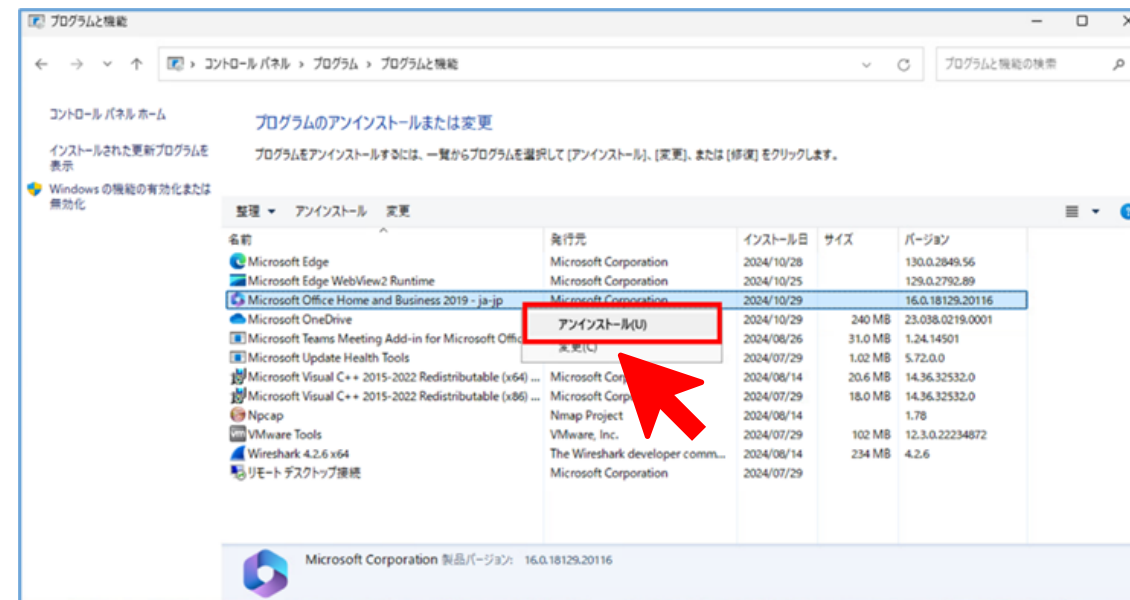 プログラムと機能
コントロール パネル › プログラム › プログラムと機能
プログラムと機能の検索
コントロール パネル ホーム
インストールされた更新プログラムを
表示
Windows の機能の有効化または
無効化
プログラムのアンインストールまたは変更
プログラムをアンインストールするには、一覧からプログラムを選択して [アンインストール]、[変更]、または [修復] をクリックします。
整理 アンインストール 変更
名前 発行元 インストール日 サイズ バージョン
Microsoft Edge Microsoft Corporation 2024/10/28 130.0.2849.56
Microsoft Edge WebView2 Runtime Microsoft Corporation 2024/10/25 129.0.2792.89
Microsoft Office Home and Business 2019 - ja-jp Microsoft Corporation 2024/10/29 16.0.18129.20116
Microsoft OneDrive 2024/10/29 240 MB 23.038.0219.0001
アンインストール(U)
Microsoft Teams Meeting Add-in for Microsoft Offic 2024/08/26 31.0 MB 1.24.14501
変更(C)
Microsoft Update Health Tools 2024/07/29 1.02 MB 5.72.0.0
Microsoft Visual C++ 2015-2022 Redistributable (x64) ... Microsoft Corp 2024/08/14 20.6 MB 14.36.32532.0
Microsoft Visual C++ 2015-2022 Redistributable (x86) ... Microsoft Corp 2024/07/29 18.0 MB 14.36.32532.0
Npcap Nmap Project 2024/08/14 1.78
VMware Tools VMware, Inc. 2024/07/29 102 MB 12.3.0.22234872
Wireshark 4.2.6 x64 The Wireshark developer comm... 2024/08/14 234 MB 4.2.6
リモート デスクトップ接続 Microsoft Corporation 2024/07/29
Microsoft Corporation 製品バージョン: 16.0.18129.20116